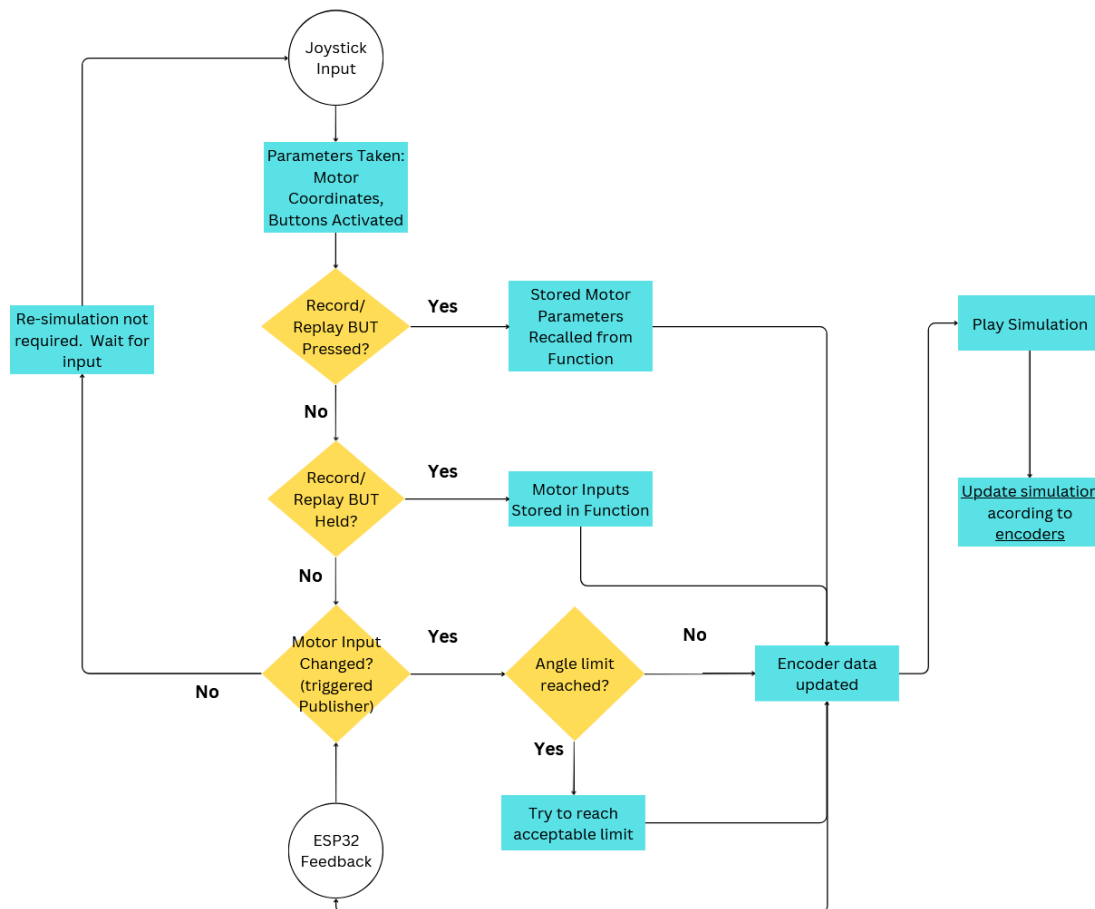 Joystick
Input
Parameters Taken:
Motor
Coordinates,
Buttons Activated
Record/
Replay BUT
Pressed?
Yes
Stored Motor
Parameters
Recalled from
Function
Play Simulation
Re-simulation not
required. Wait for
input
No
Record/
Replay BUT
Held?
Yes
Motor Inputs
Stored in Function
Update simulation
acording to
encoders
No
Motor Input
Changed?
(triggered
Publisher)
Yes
Angle limit
reached?
No
Encoder data
updated
No
Yes
Try to reach
acceptable limit
ESP32
Feedback